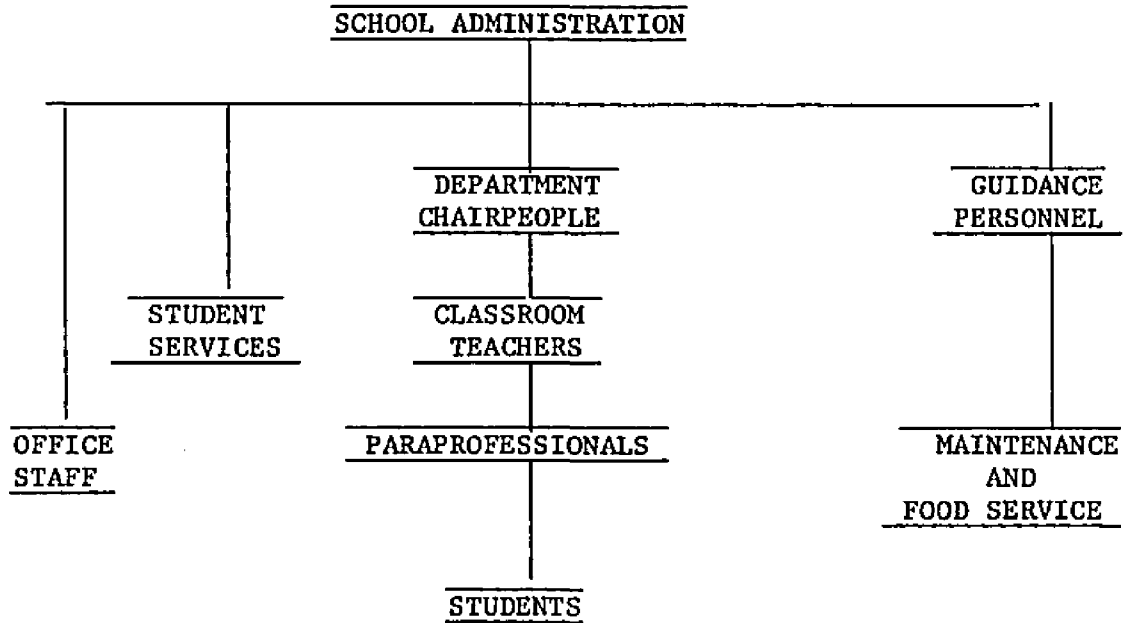 SCHOOL ADMINISTRATION
DEPARTMENT
CHAIRPEOPLE
GUIDANCE
PERSONNEL
STUDENT
SERVICES
CLASSROOM
TEACHERS
OFFICE
STAFF
PARAPROFESSIONALS
MAINTENANCE
AND
FOOD SERVICE
STUDENTS